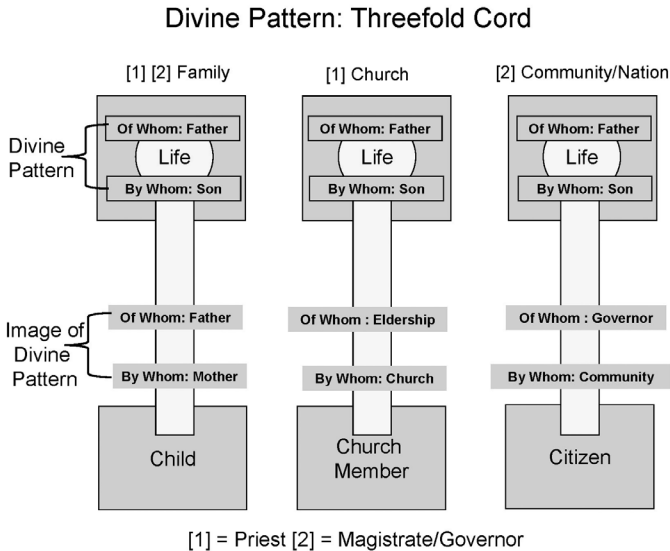 Divine Pattern: Threefold Cord
[1] [2] Family
[1] Church
[2] Community/Nation
Divine
Pattern
Of Whom: Father
Life
By Whom: Son
Of Whom: Father
Life
By Whom: Son
Of Whom: Father
Life
By Whom: Son
Image of
Divine
Pattern
Of Whom: Father
By Whom: Mother
Of Whom : Eldership
By Whom: Church
Of Whom : Governor
By Whom: Community
Child
Church
Member
Citizen
[1] = Priest [2] = Magistrate/Governor